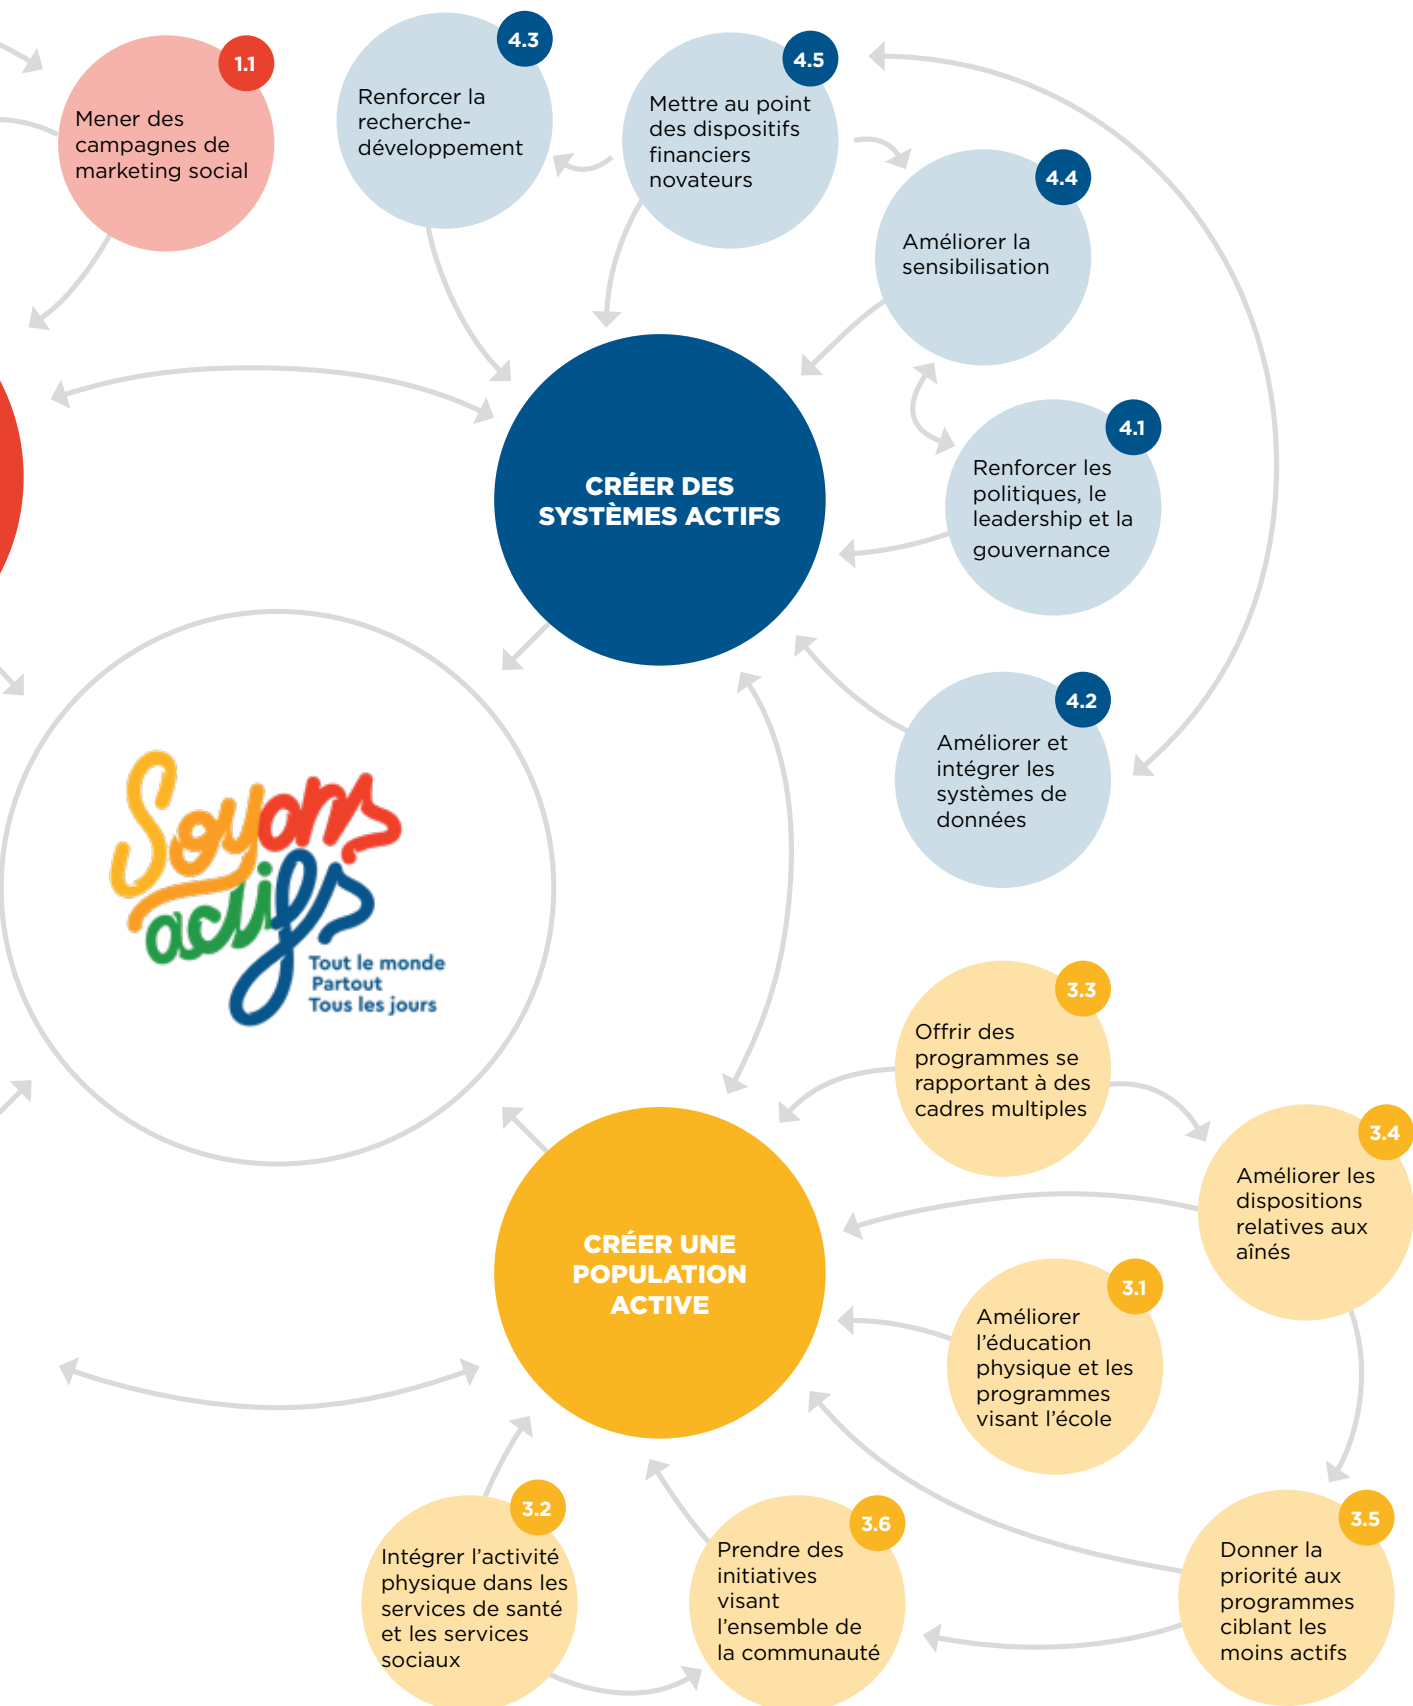 1.1
Mener des
campagnes de
marketing social
4.3
Renforcer la
recherche-
développement
4.5
Mettre au point
des dispositifs
financiers
novateurs
4.4
Améliorer la
sensibilisation
4.1
Renforcer les
politiques, le
leadership et la
gouvernance
CRÉER DES
SYSTÈMES ACTIFS
4.2
Améliorer et
intégrer les
systèmes de
données
Soyons
actifs
Tout le monde
Partout
Tous les jours
3.3
Offrir des
programmes se
rapportant à des
cadres multiples
3.4
Améliorer les
dispositions
relatives aux
aînés
CRÉER UNE
POPULATION
ACTIVE
3.1
Améliorer
l’éducation
physique et les
programmes
visant l’école
3.2
Intégrer l’activité
physique dans les
services de santé
et les services
sociaux
3.6
Prendre des
initiatives
visant
l’ensemble de
la communauté
3.5
Donner la
priorité aux
programmes
ciblant les
moins actifs